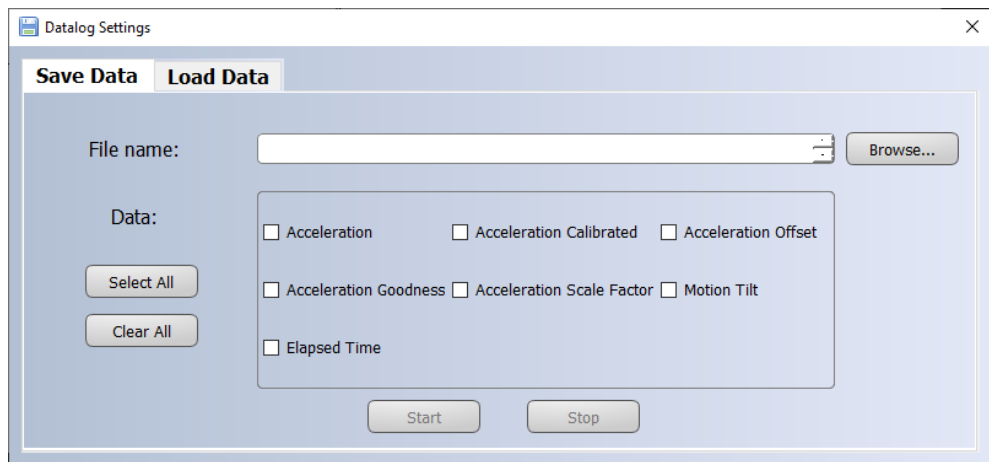 Datalog Settings
Save Data Load Data
File name: Browse...
Data:
Acceleration Acceleration Calibrated Acceleration Offset
Select All
Acceleration Goodness Acceleration Scale Factor Motion Tilt
Clear All
Elapsed Time
Start Stop